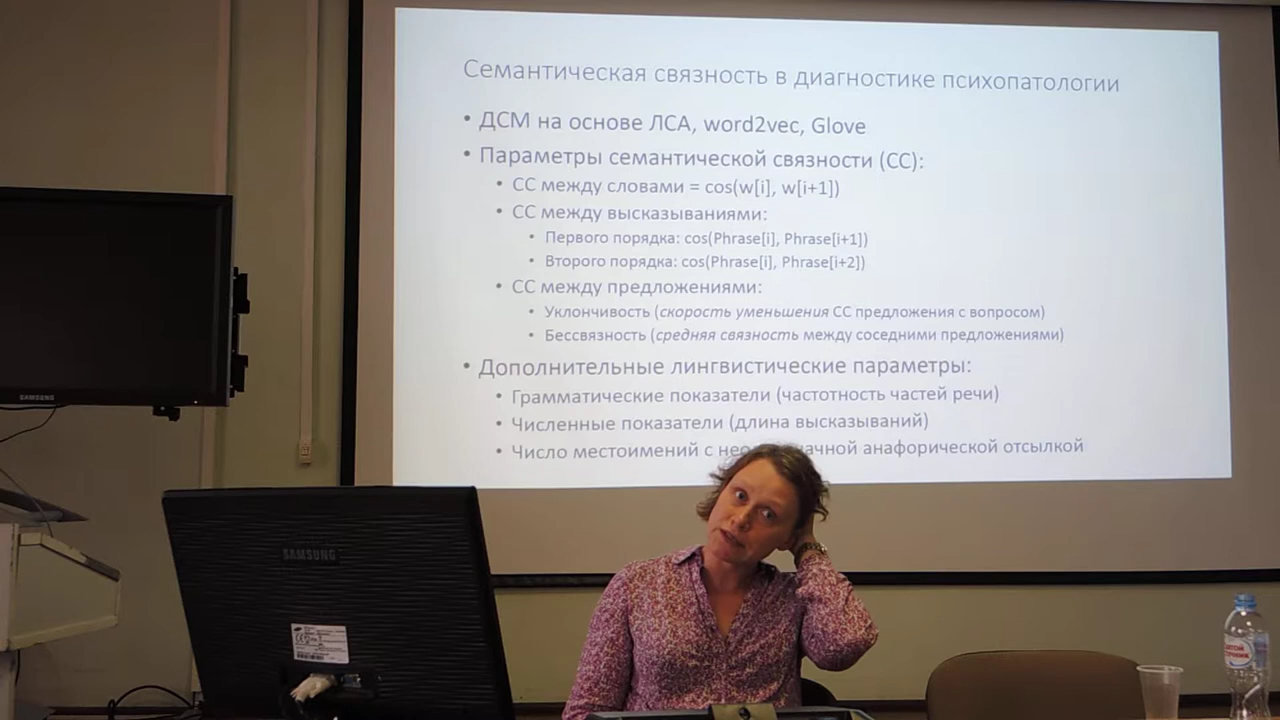 Семантическая связность в диагностике психопатологии
• ДСМ на основе ЛСА, word2vec, Glove
• Параметры семантической связности (СС):
• СС между словами = cos(w[i], w[i+1])
• СС между высказываниями:
• Первого порядка: cos(Phrase[i], Phrase[i+1])
• Второго порядка: cos(Phrase[i], Phrase[i+2])
• СС между предложениями:
• Уклончивость (скорость уменьшения СС предложения с вопросом)
• Бессвязность (средняя связность между соседними предложениями)
• Дополнительные лингвистические параметры:
• Грамматические показатели (частотность частей речи)
• Численные показатели (длина высказываний)
• Число местоимений с анафорической отсылкой
SAMSUNG
SAMSUNG